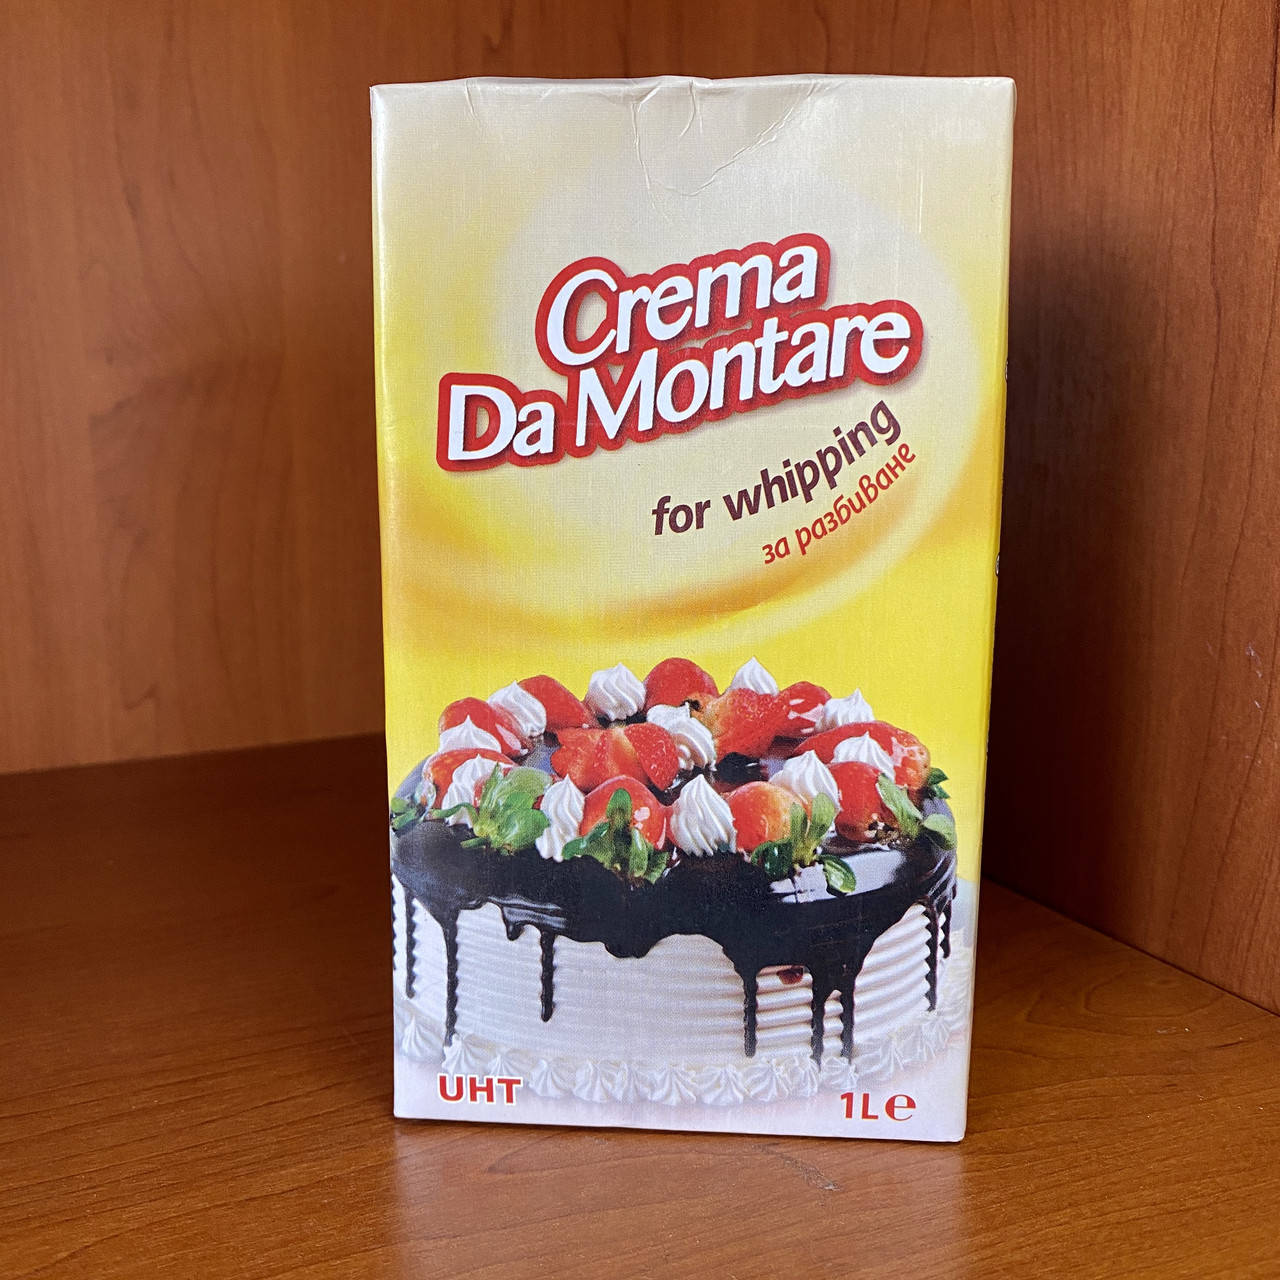 Crema
Da Montare
for whipping
за разбиване
UHT
1L℮